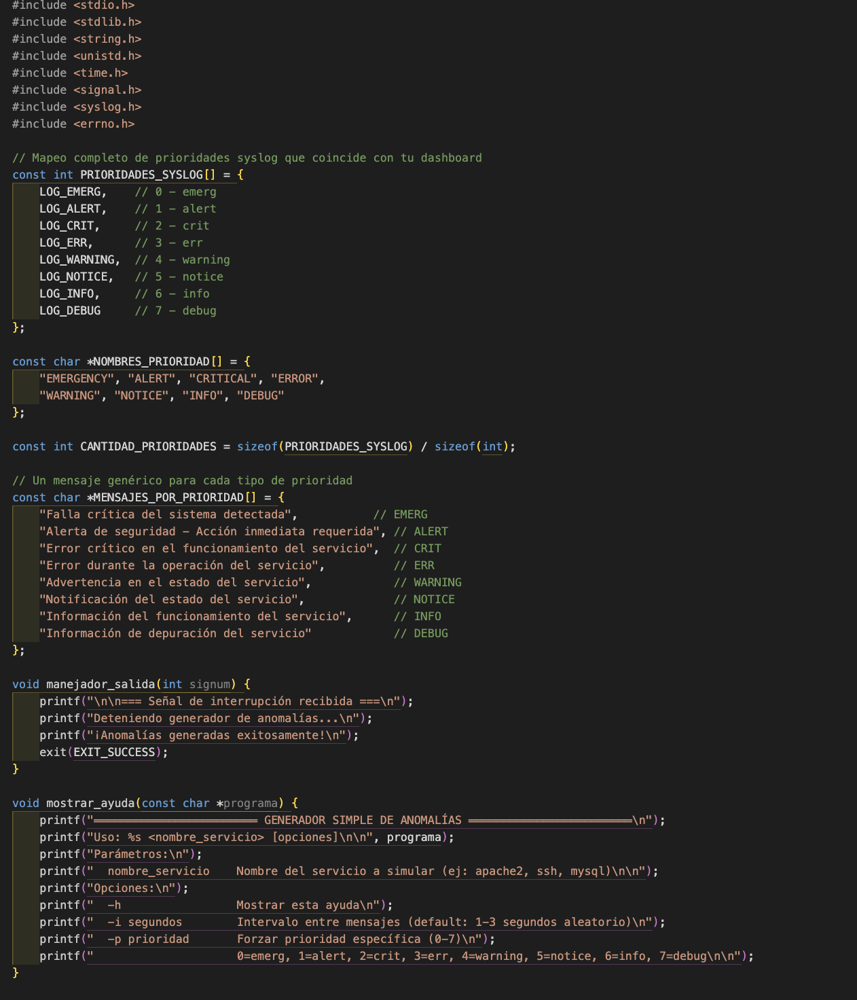 #include <stdio.h>
#include <stdlib.h>
#include <string.h>
#include <unistd.h>
#include <time.h>
#include <signal.h>
#include <syslog.h>
#include <errno.h>

// Mapeo completo de prioridades syslog que coincide con tu dashboard
const int PRIORIDADES_SYSLOG[] = {
    LOG_EMERG,    // 0 – emerg
    LOG_ALERT,    // 1 – alert
    LOG_CRIT,     // 2 – crit
    LOG_ERR,      // 3 – err
    LOG_WARNING,  // 4 – warning
    LOG_NOTICE,   // 5 – notice
    LOG_INFO,     // 6 – info
    LOG_DEBUG     // 7 – debug
};

const char *NOMBRES_PRIORIDAD[] = {
    "EMERGENCY", "ALERT", "CRITICAL", "ERROR",
    "WARNING", "NOTICE", "INFO", "DEBUG"
};

const int CANTIDAD_PRIORIDADES = sizeof(PRIORIDADES_SYSLOG) / sizeof(int);

// Un mensaje genérico para cada tipo de prioridad
const char *MENSAJES_POR_PRIORIDAD[] = {
    "Falla crítica del sistema detectada",           // EMERG
    "Alerta de seguridad – Acción inmediata requerida", // ALERT
    "Error crítico en el funcionamiento del servicio",  // CRIT
    "Error durante la operación del servicio",          // ERR
    "Advertencia en el estado del servicio",            // WARNING
    "Notificación del estado del servicio",             // NOTICE
    "Información del funcionamiento del servicio",      // INFO
    "Información de depuración del servicio"            // DEBUG
};

void manejador_salida(int signum) {
    printf("\n\n=== Señal de interrupción recibida ===\n");
    printf("Deteniendo generador de anomalías...\n");
    printf("¡Anomalías generadas exitosamente!\n");
    exit(EXIT_SUCCESS);
}

void mostrar_ayuda(const char *programa) {
    printf("════════════════════════ GENERADOR SIMPLE DE ANOMALÍAS ════════════════════════\n");
    printf("Uso: %s <nombre_servicio> [opciones]\n\n", programa);
    printf("Parámetros:\n");
    printf("  nombre_servicio    Nombre del servicio a simular (ej: apache2, ssh, mysql)\n\n");
    printf("Opciones:\n");
    printf("  -h                 Mostrar esta ayuda\n");
    printf("  -i segundos        Intervalo entre mensajes (default: 1-3 segundos aleatorio)\n");
    printf("  -p prioridad       Forzar prioridad específica (0-7)\n");
    printf("                     0=emerg, 1=alert, 2=crit, 3=err, 4=warning, 5=notice, 6=info, 7=debug\n\n");
}